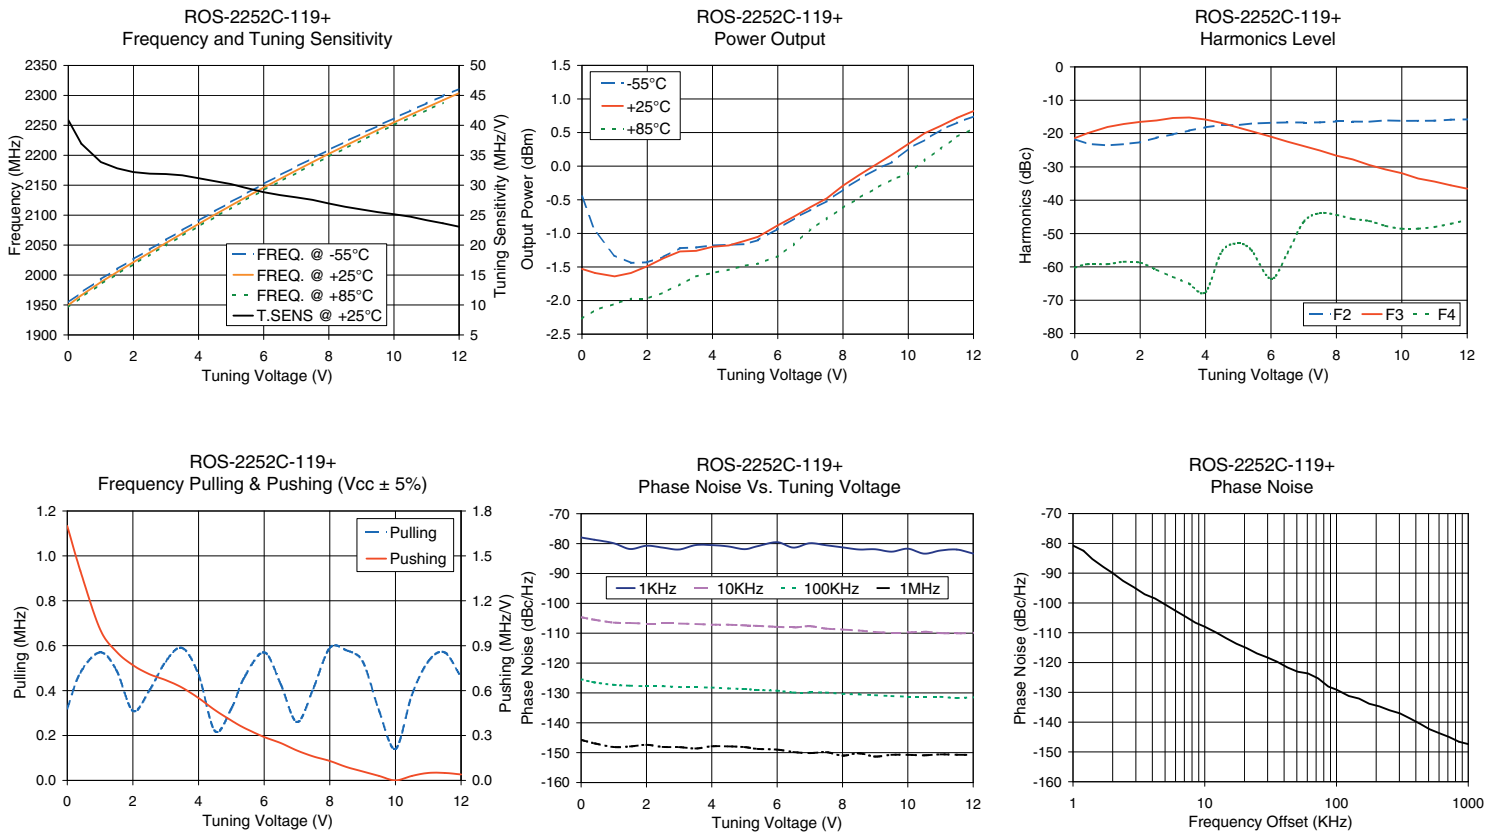 ROS-2252C-119+
Frequency and Tuning Sensitivity
2350
2300
2250
2200
2150
2100
2050
2000
1950
1900
50
45
40
35
30
25
20
15
10
5
Frequency (MHz)
Tuning Sensitivity (MHz/V)
FREQ. @ -55°C
FREQ. @ +25°C
FREQ. @ +85°C
T.SENS @ +25°C
0 2 4 6 8 10 12
Tuning Voltage (V)
ROS-2252C-119+
Power Output
1.5
1.0
0.5
0.0
-0.5
-1.0
-1.5
-2.0
-2.5
Output Power (dBm)
-55°C
+25°C
+85°C
0 2 4 6 8 10 12
Tuning Voltage (V)
ROS-2252C-119+
Harmonics Level
0
-10
-20
-30
-40
-50
-60
-70
-80
Harmonics (dBc)
F2 F3 F4
0 2 4 6 8 10 12
Tuning Voltage (V)
ROS-2252C-119+
Frequency Pulling & Pushing (Vcc ± 5%)
1.2
1.0
0.8
0.6
0.4
0.2
0.0
1.8
1.5
1.2
0.9
0.6
0.3
0.0
Pulling (MHz)
Pushing (MHz/V)
Pulling
Pushing
0 2 4 6 8 10 12
Tuning Voltage (V)
ROS-2252C-119+
Phase Noise Vs. Tuning Voltage
-70
-80
-90
-100
-110
-120
-130
-140
-150
-160
Phase Noise (dBc/Hz)
1KHz 10KHz 100KHz 1MHz
0 2 4 6 8 10 12
Tuning Voltage (V)
ROS-2252C-119+
Phase Noise
-70
-80
-90
-100
-110
-120
-130
-140
-150
-160
Phase Noise (dBc/Hz)
1 10 100 1000
Frequency Offset (KHz)